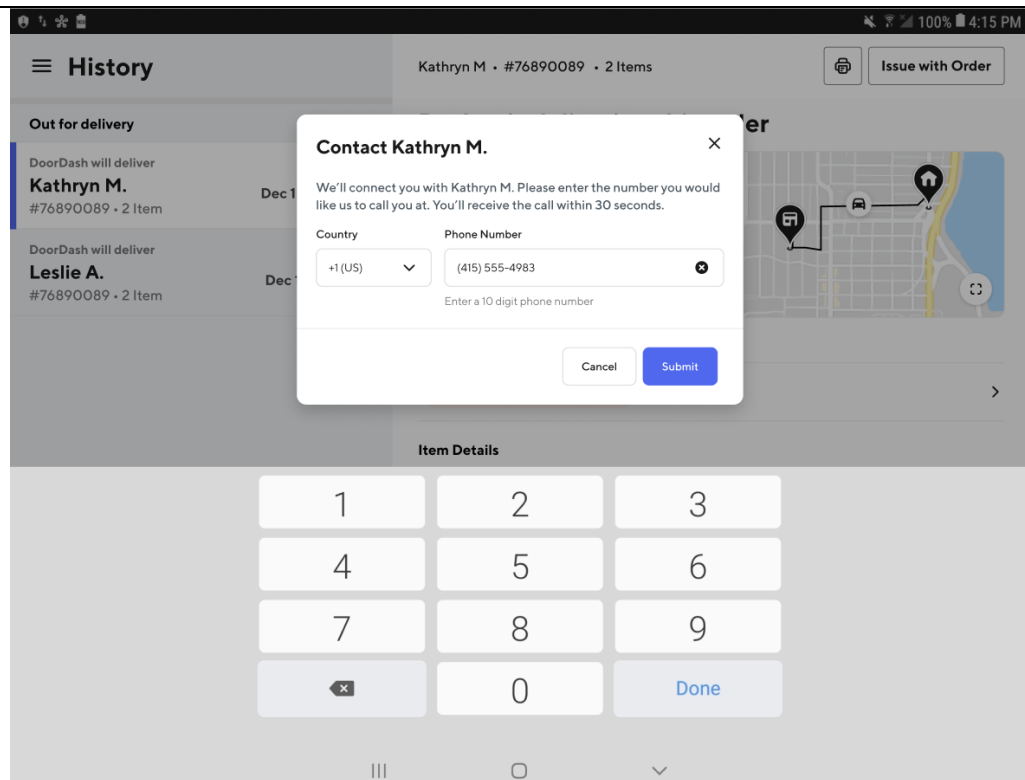 100% 4:15 PM
History
Kathryn M • #76890089 • 2 Items
Issue with Order
Out for delivery
er
DoorDash will deliver
Kathryn M.
Dec 1
#76890089 • 2 Item
DoorDash will deliver
Leslie A.
Dec
#76890089 • 2 Item
Contact Kathryn M.
We'll connect you with Kathryn M. Please enter the number you would
like us to call you at. You'll receive the call within 30 seconds.
Country
Phone Number
+1 (US)
(415) 555-4983
Enter a 10 digit phone number
Cancel
Submit
Item Details
1 2 3
4 5 6
7 8 9
0 Done